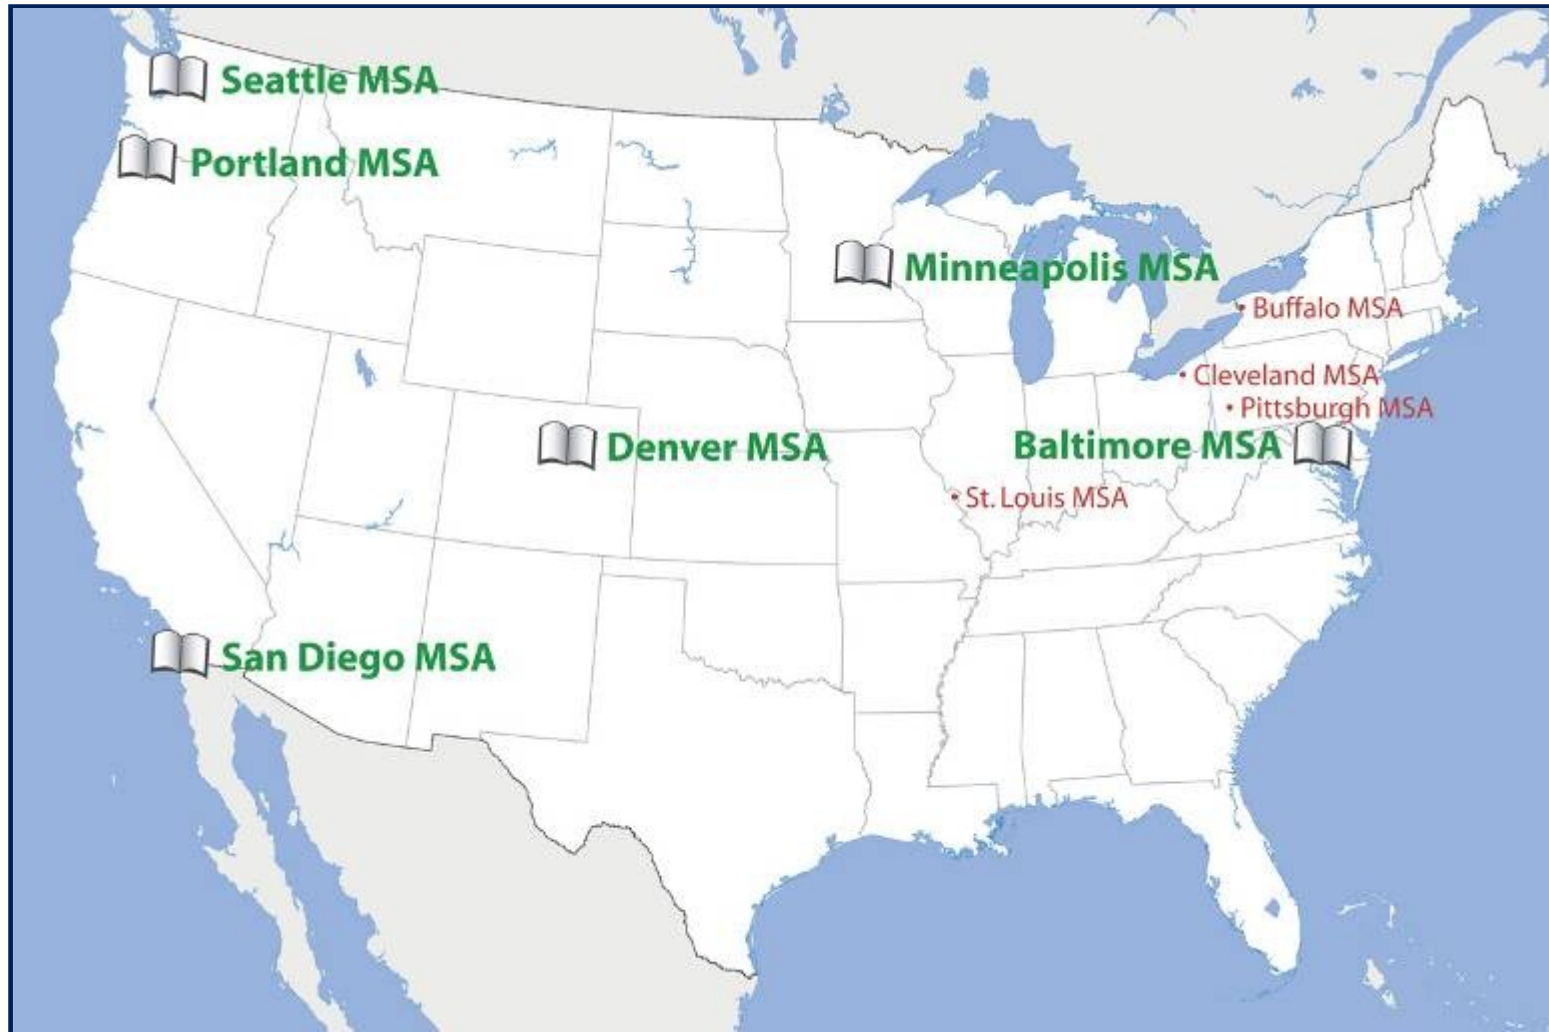 Seattle MSA
Portland MSA
Minneapolis MSA
Buffalo MSA
Cleveland MSA
Pittsburgh MSA
Denver MSA
Baltimore MSA
St. Louis MSA
San Diego MSA